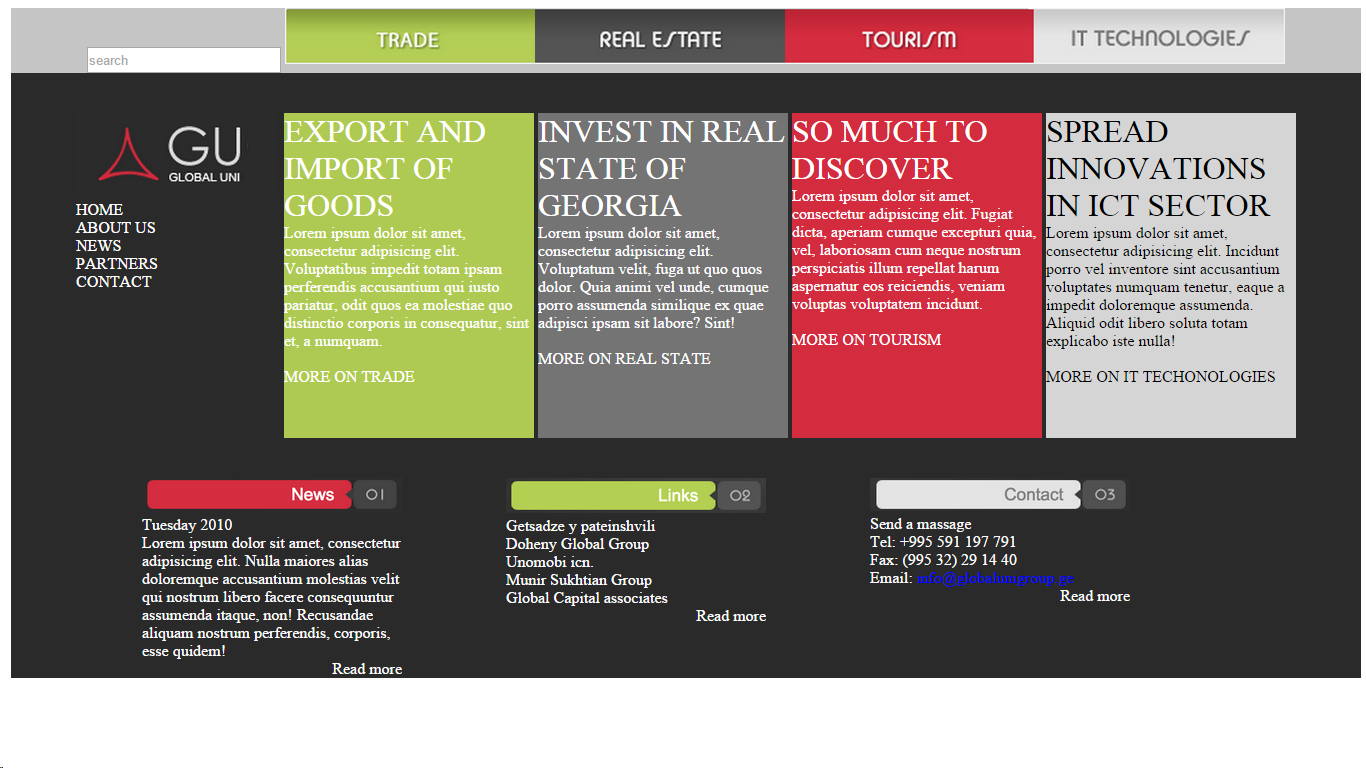 TRADE
REAL ESTATE
TOURISM
IT TECHNOLOGIES
search
GU
GLOBAL UNI
HOME
ABOUT US
NEWS
PARTNERS
CONTACT
EXPORT AND
IMPORT OF
GOODS
Lorem ipsum dolor sit amet,
consectetur adipisicing elit.
Voluptatibus impedit totam ipsam
perferendis accusantium qui iusto
pariatur, odit quos ea molestiae quo
distinctio corporis in consequatur, sint
et, a numquam.
MORE ON TRADE
INVEST IN REAL
STATE OF
GEORGIA
Lorem ipsum dolor sit amet,
consectetur adipisicing elit.
Voluptatum velit, fuga ut quo quos
dolor. Quia animi vel unde, cumque
porro assumenda similique ex quae
adipisci ipsam sit labore? Sint!
MORE ON REAL STATE
SO MUCH TO
DISCOVER
Lorem ipsum dolor sit amet,
consectetur adipisicing elit. Fugiat
dicta, aperiam cumque excepturi quia,
vel, laboriosam cum neque nostrum
perspiciatis illum repellat harum
aspernatur eos reiciendis, veniam
voluptas voluptatem incidunt.
MORE ON TOURISM
SPREAD
INNOVATIONS
IN ICT SECTOR
Lorem ipsum dolor sit amet,
consectetur adipisicing elit. Incidunt
porro vel inventore sint accusantium
voluptates numquam tenetur, eaque a
impedit doloremque assumenda.
Aliquid odit libero soluta totam
explicabo iste nulla!
MORE ON IT TECHONOLOGIES
News 01
Tuesday 2010
Lorem ipsum dolor sit amet, consectetur
adipisicing elit. Nulla maiores alias
doloremque accusantium molestias velit
qui nostrum libero facere consequuntur
assumenda itaque, non! Recusandae
aliquam nostrum perferendis, corporis,
esse quidem!
Read more
Links 02
Getsadze y pateinshvili
Doheny Global Group
Unomobi icn.
Munir Sukhtian Group
Global Capital associates
Read more
Contact 03
Send a massage
Tel: +995 591 197 791
Fax: (995 32) 29 14 40
Email: info@globalunigroup.ge
Read more